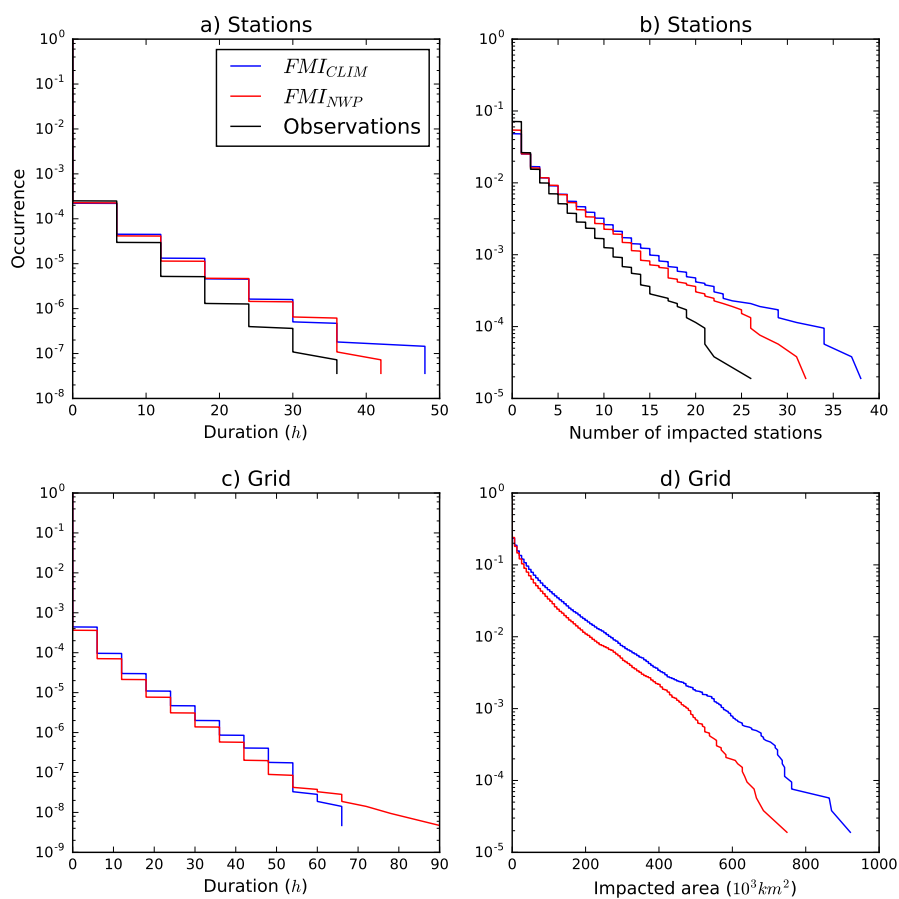 a) Stations
b) Stations
10^0
10^-1
10^-2
10^-3
10^-4
10^-5
10^-6
10^-7
10^-8
Occurrence
FMI_CLIM
FMI_NWP
Observations
0 10 20 30 40 50
Duration (h)
10^0
10^-1
10^-2
10^-3
10^-4
10^-5
0 5 10 15 20 25 30 35 40
Number of impacted stations
c) Grid
d) Grid
10^0
10^-1
10^-2
10^-3
10^-4
10^-5
10^-6
10^-7
10^-8
10^-9
0 10 20 30 40 50 60 70 80 90
Duration (h)
10^0
10^-1
10^-2
10^-3
10^-4
10^-5
0 200 400 600 800 1000
Impacted area (10^3 km^2)